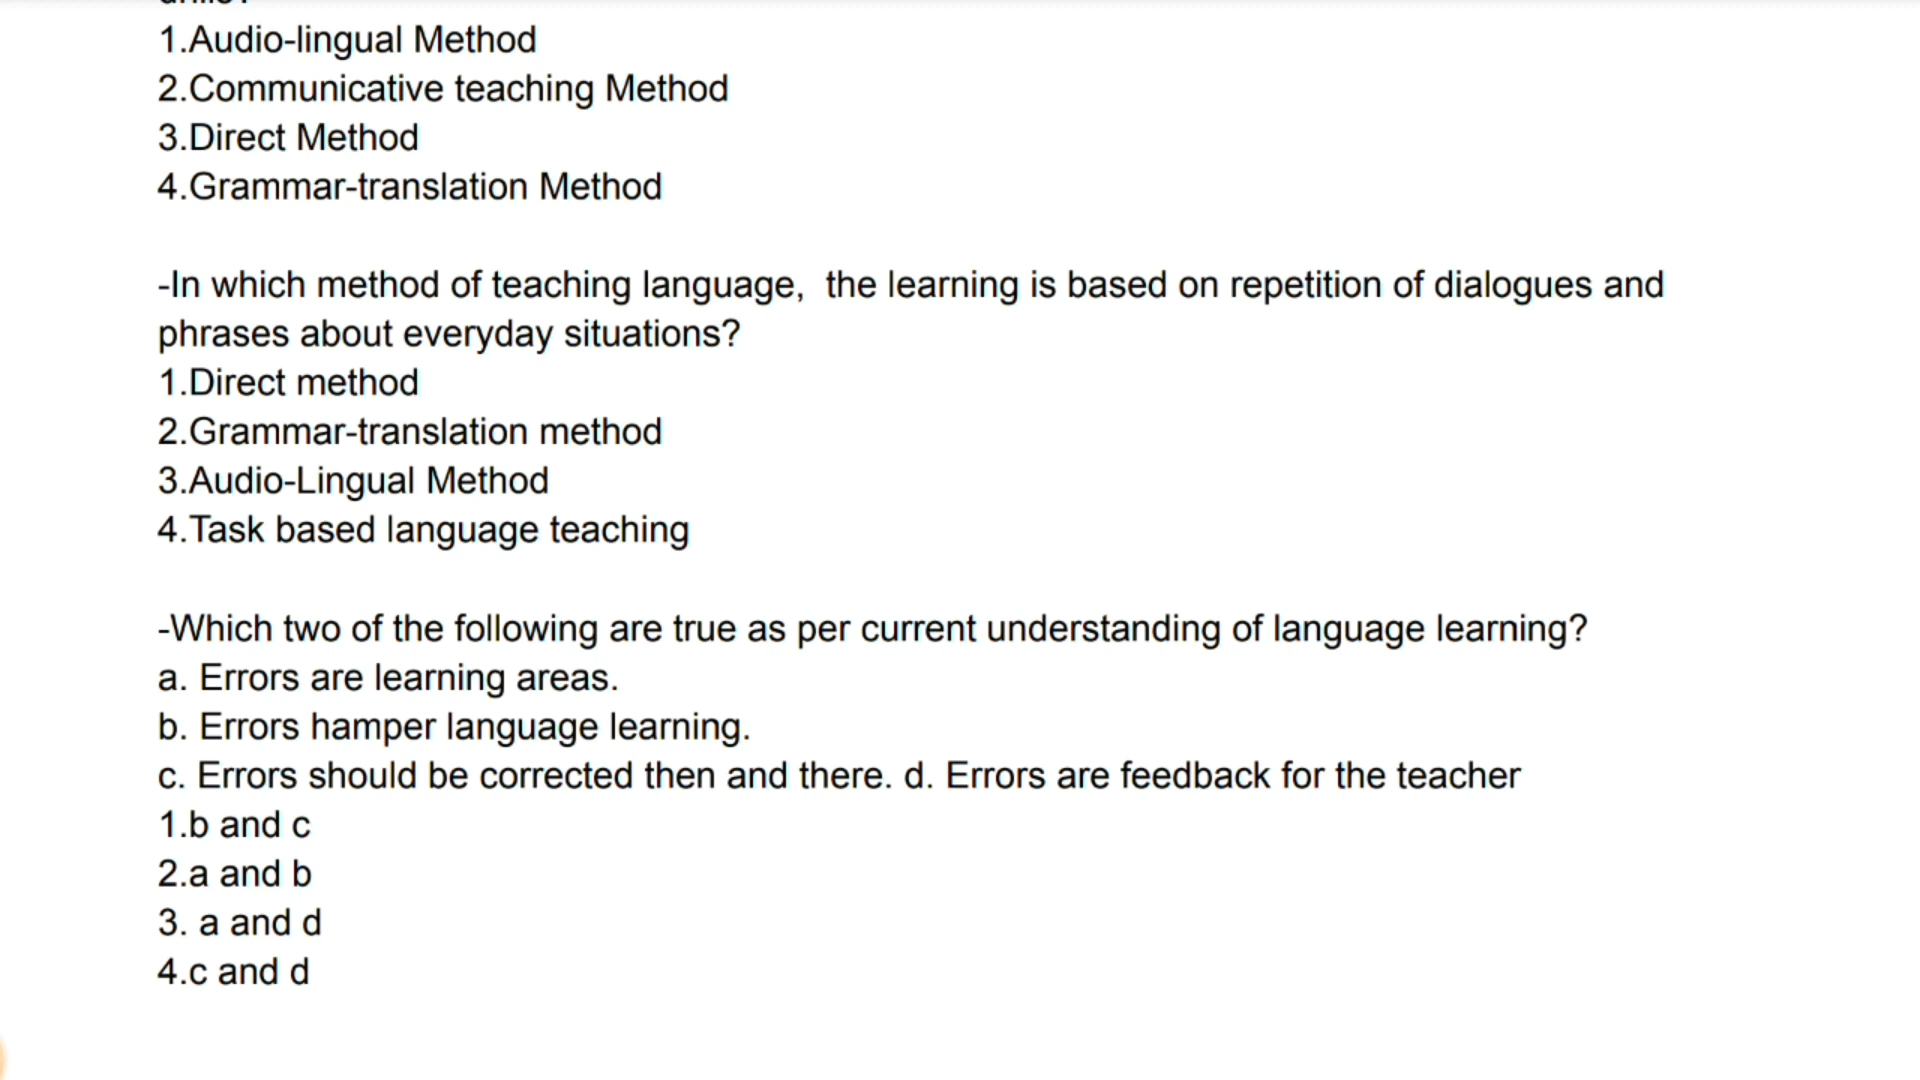 1.Audio-lingual Method
2.Communicative teaching Method
3.Direct Method
4.Grammar-translation Method
-In which method of teaching language,  the learning is based on repetition of dialogues and
phrases about everyday situations?
1.Direct method
2.Grammar-translation method
3.Audio-Lingual Method
4.Task based language teaching
-Which two of the following are true as per current understanding of language learning?
a. Errors are learning areas.
b. Errors hamper language learning.
c. Errors should be corrected then and there. d. Errors are feedback for the teacher
1.b and c
2.a and b
3. a and d
4.c and d